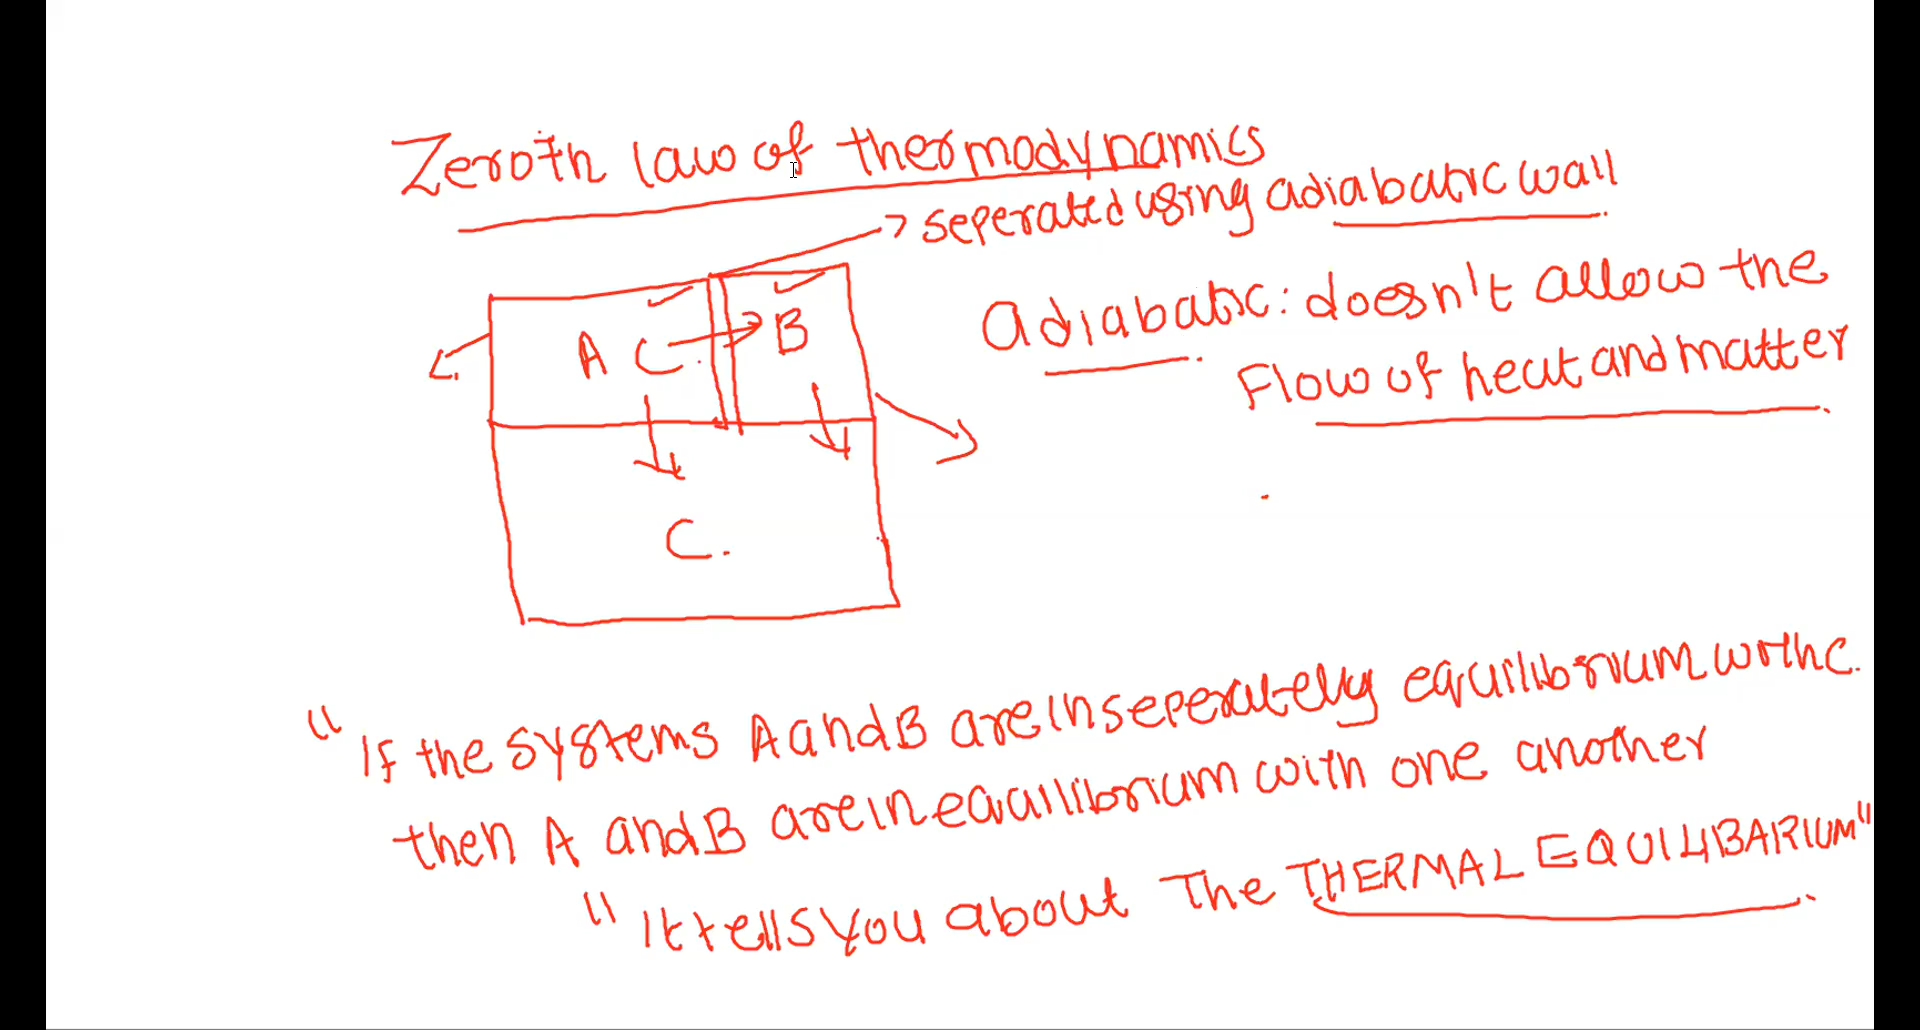 Zeroth law of thermodynamics
seperated using adiabatic wall
A C B
Adiabatic: doesn't allow the
Flow of heat and matter
C.
"If the systems A and B are in seperately equilibrium with c.
then A and B are in equilibrium with one another
"It tells you about The THERMAL EQUILIBARIUM"